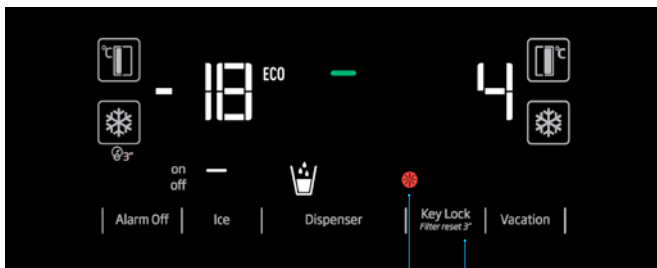 °C
°C
-18
ECO
4
3"
on
off
Alarm Off
Ice
Dispenser
Key Lock
Filter reset 3"
Vacation